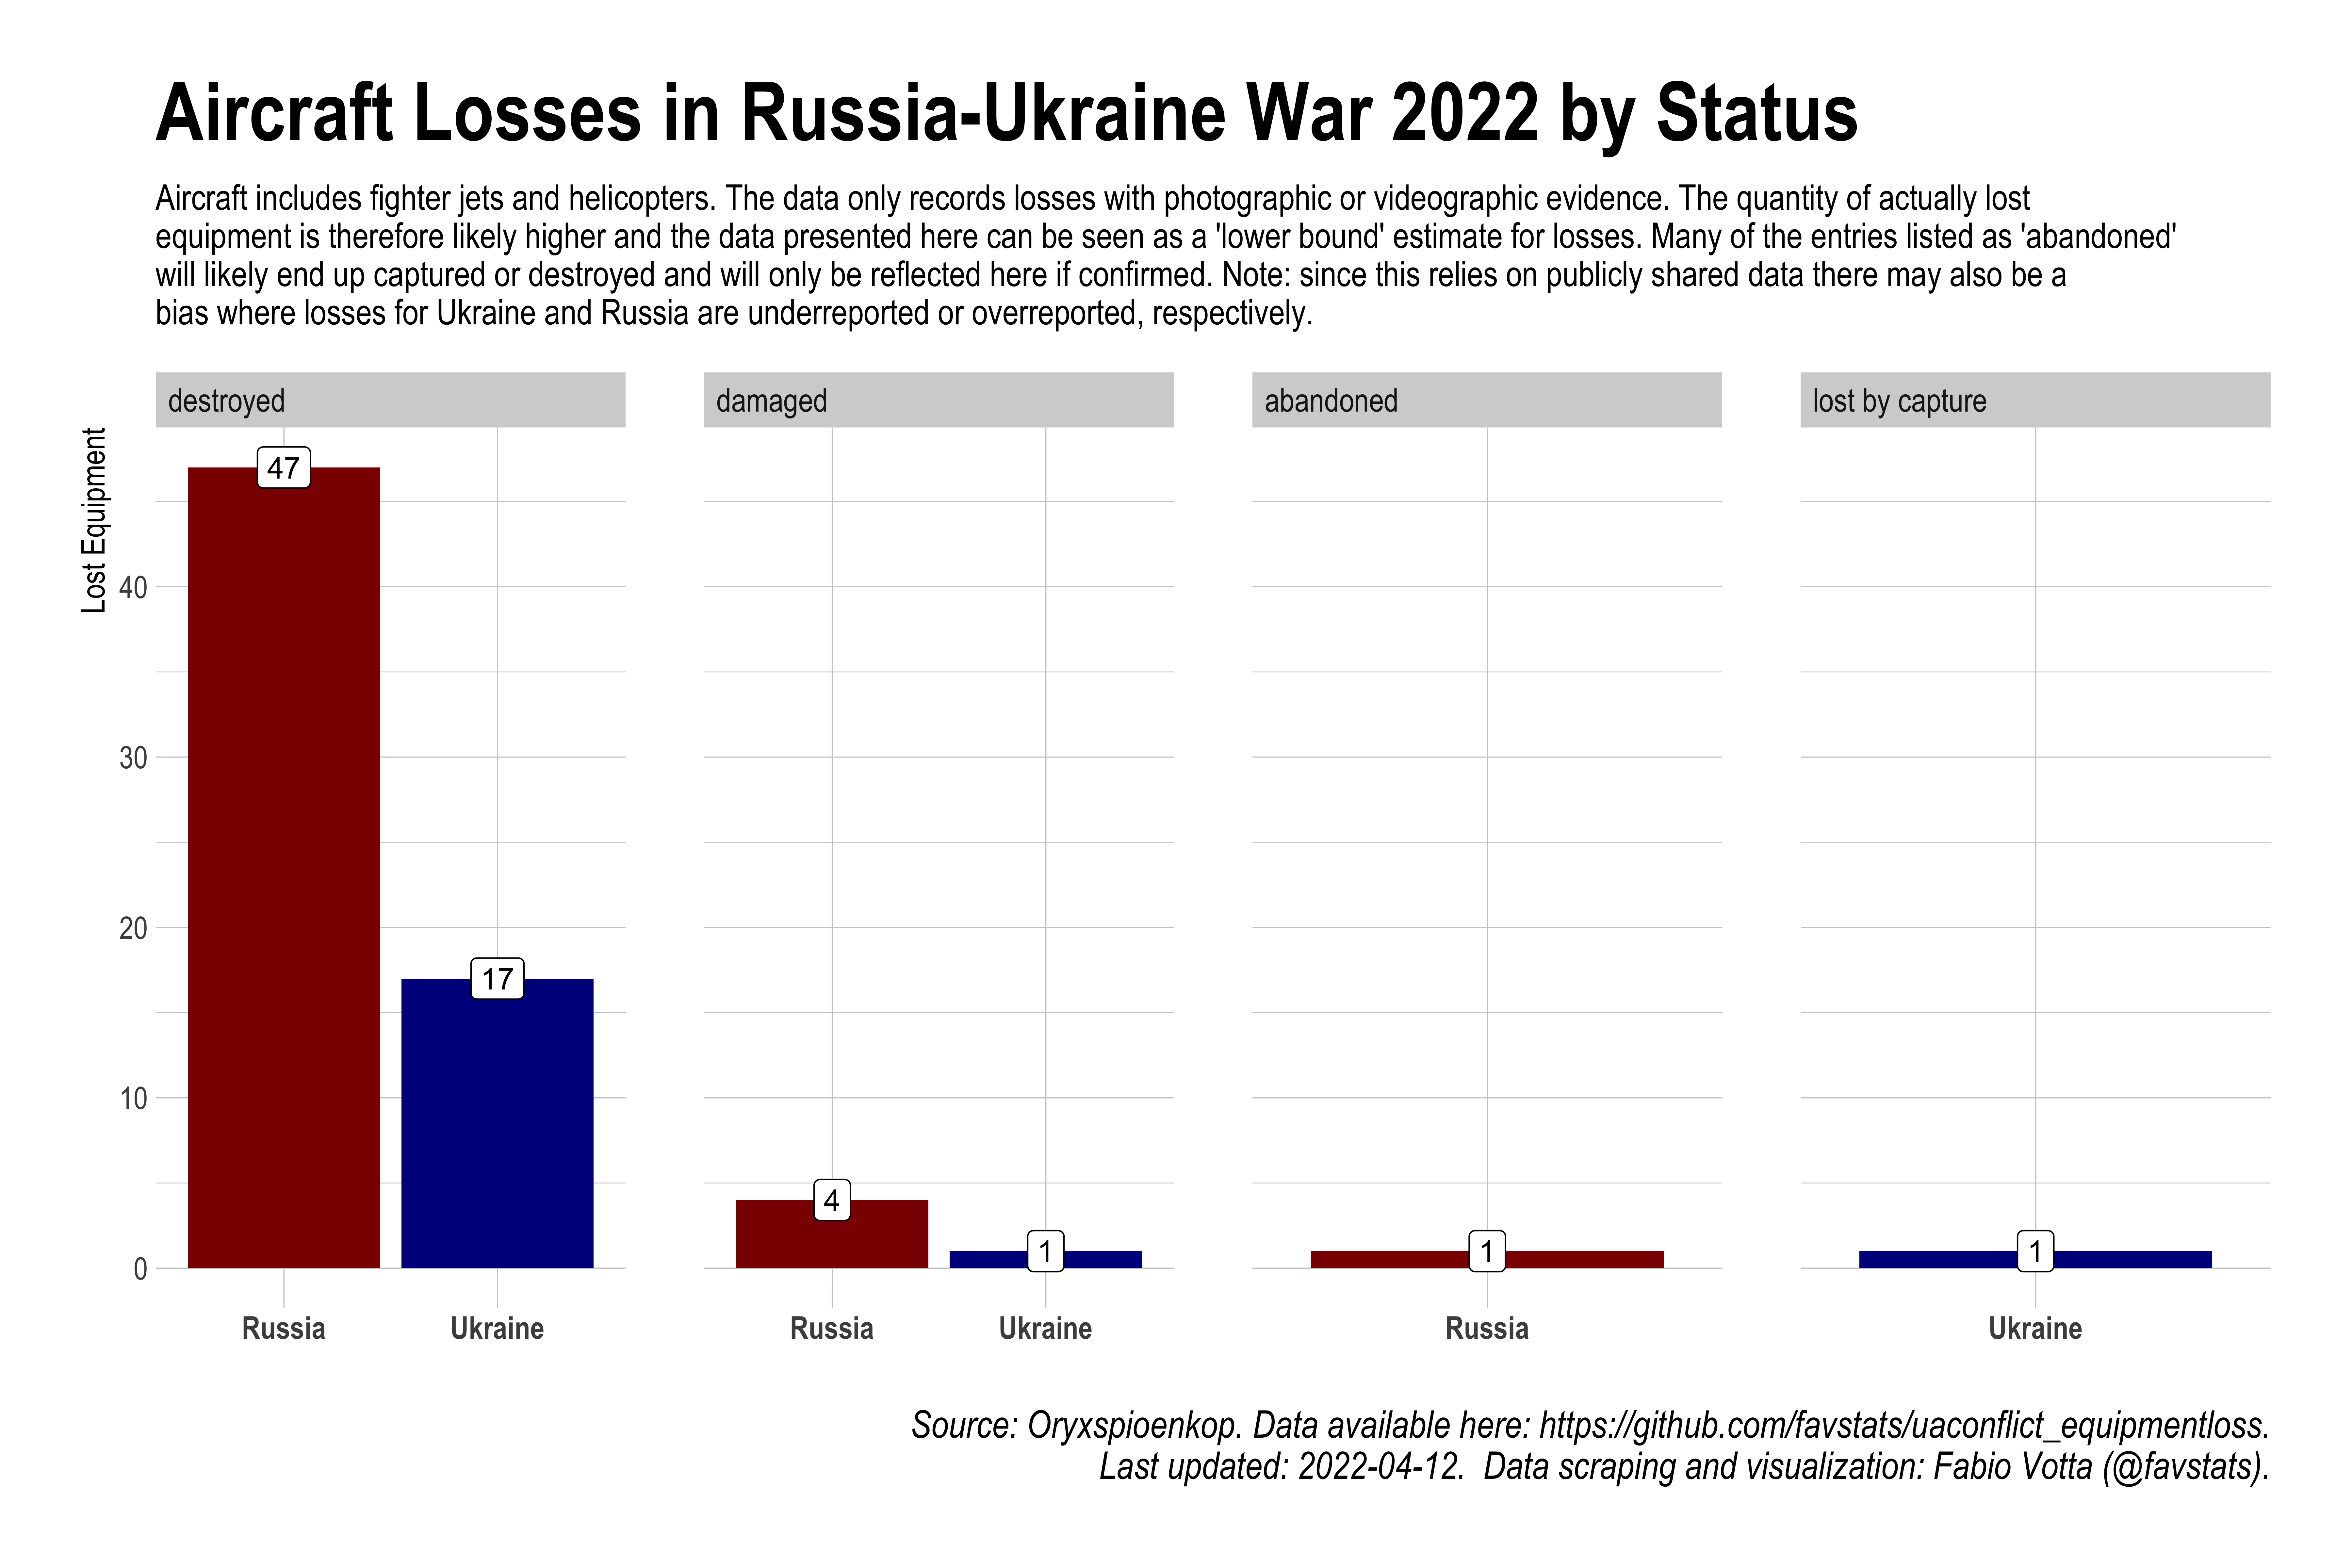 Aircraft Losses in Russia-Ukraine War 2022 by Status
Aircraft includes fighter jets and helicopters. The data only records losses with photographic or videographic evidence. The quantity of actually lost
equipment is therefore likely higher and the data presented here can be seen as a 'lower bound' estimate for losses. Many of the entries listed as 'abandoned'
will likely end up captured or destroyed and will only be reflected here if confirmed. Note: since this relies on publicly shared data there may also be a
bias where losses for Ukraine and Russia are underreported or overreported, respectively.
destroyed
damaged
abandoned
lost by capture
Lost Equipment
40
30
20
10
0
47
17
4
1
1
1
Russia
Ukraine
Russia
Ukraine
Russia
Ukraine
Source: Oryxspioenkop. Data available here: https://github.com/favstats/uaconflict_equipmentloss.
Last updated: 2022-04-12.  Data scraping and visualization: Fabio Votta (@favstats).